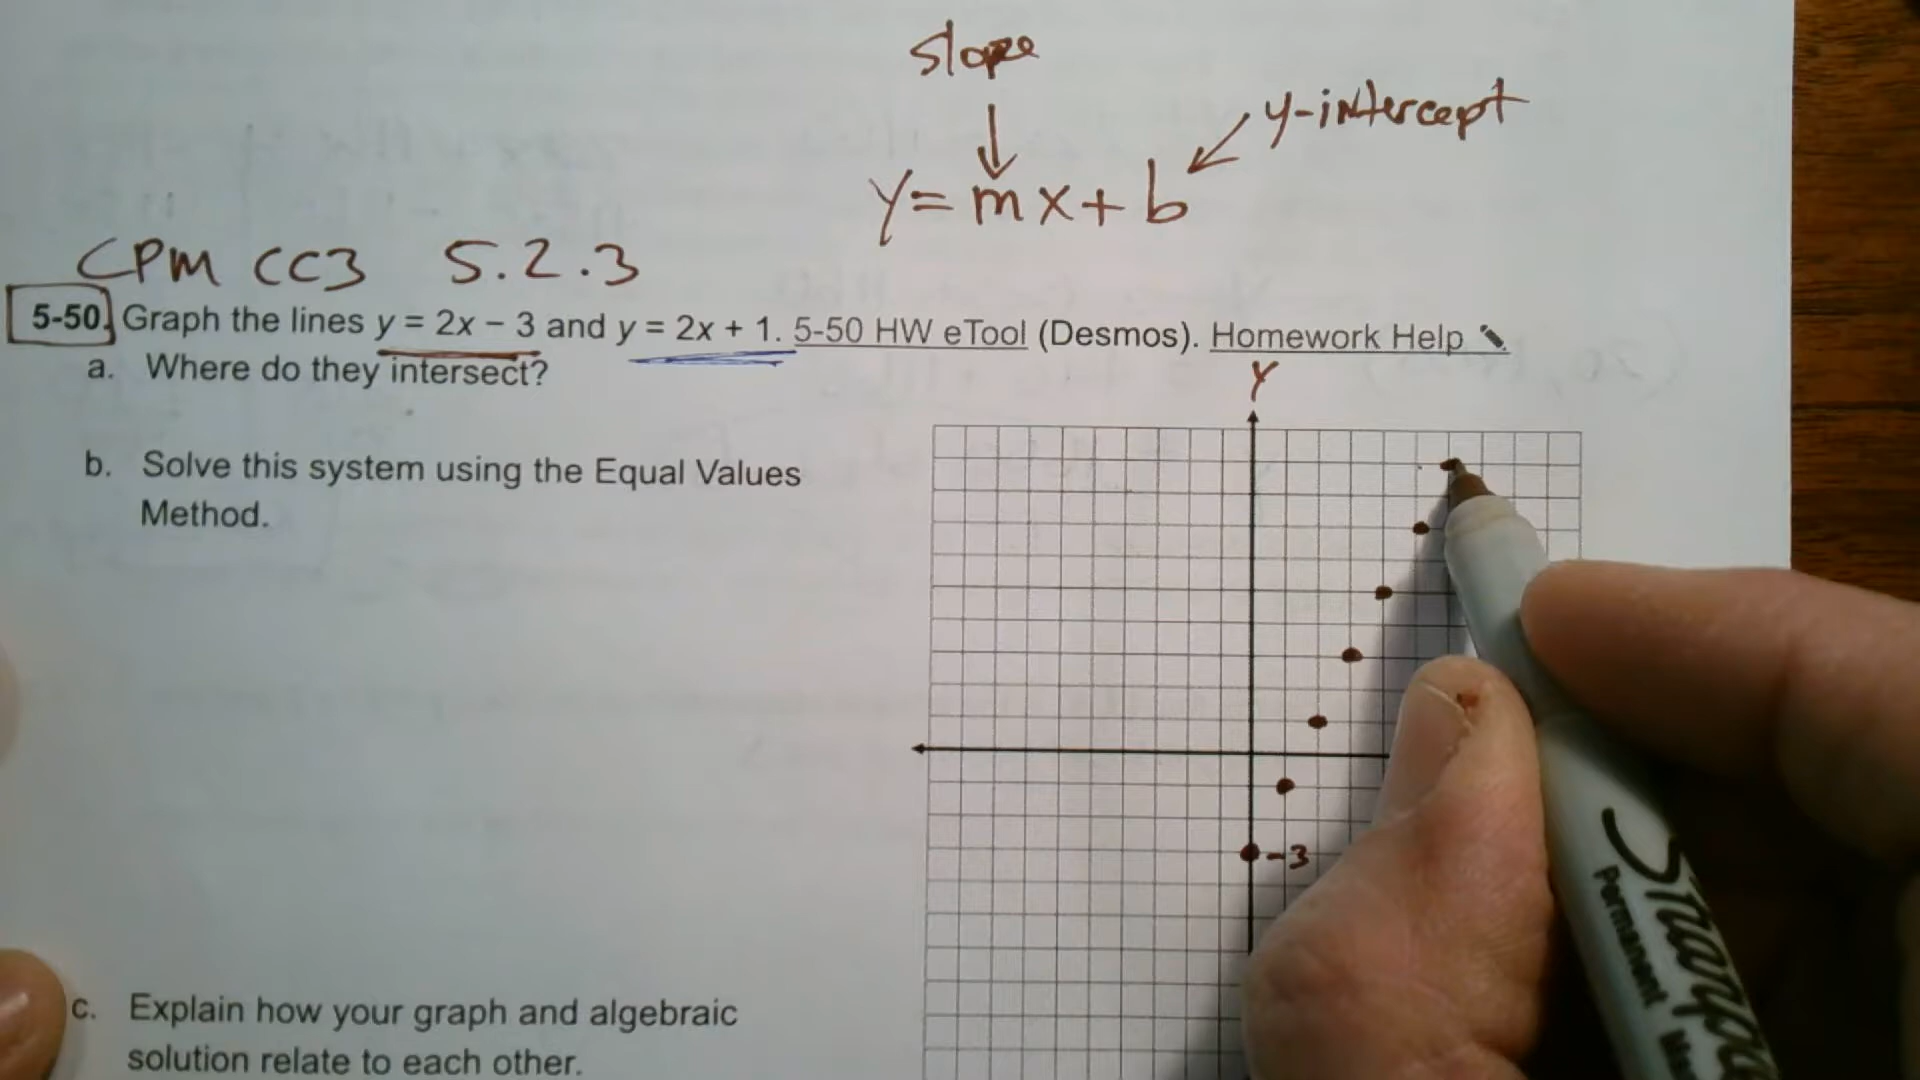 slope
y-intercept
y = mx + b
CPM CC3 5.2.3
5-50. Graph the lines y = 2x − 3 and y = 2x + 1. 5-50 HW eTool (Desmos). Homework Help ✎
a. Where do they intersect?
Y
b. Solve this system using the Equal Values
Method.
-3
c. Explain how your graph and algebraic
solution relate to each other.
Sharpie
Permanent